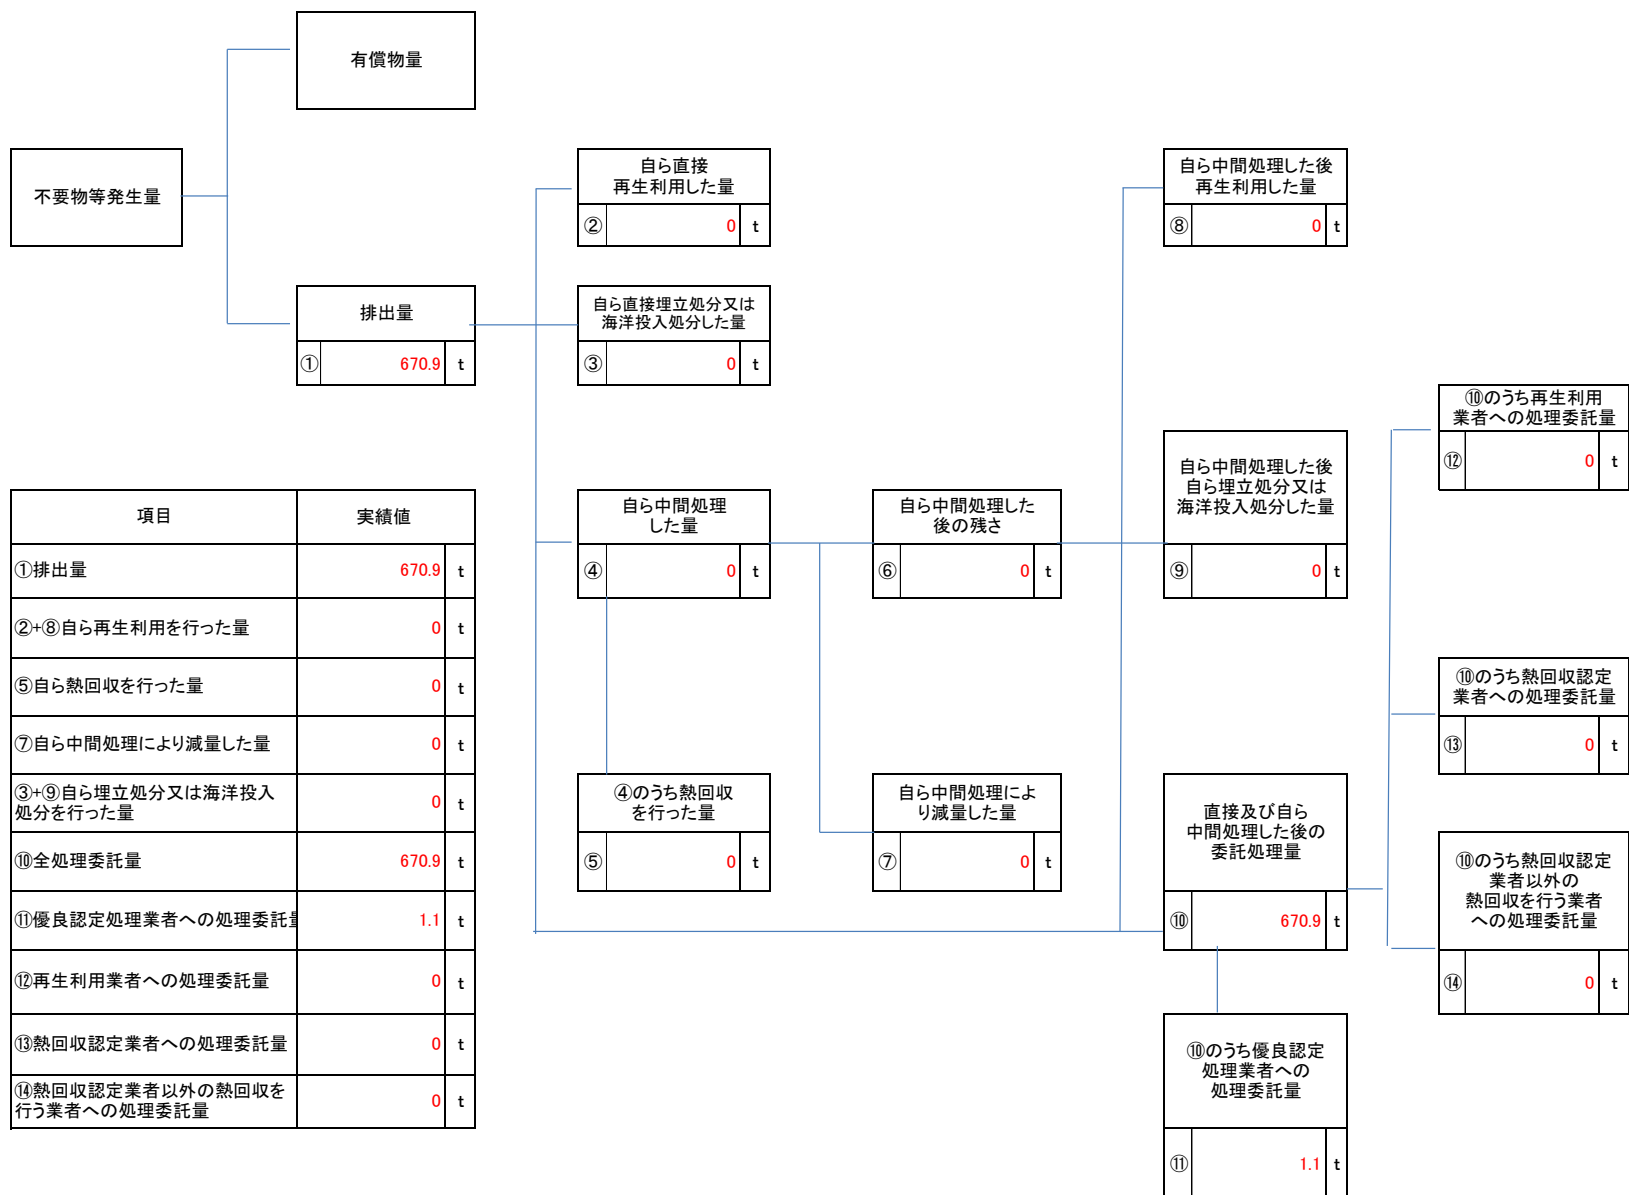 有償物量
不要物等発生量
自ら直接
再生利用した量
② 0 t
自ら中間処理した後
再生利用した量
⑧ 0 t
排出量
① 670.9 t
自ら直接埋立処分又は
海洋投入処分した量
③ 0 t
⑩のうち再生利用
業者への処理委託量
⑫ 0 t
自ら中間処理
した量
④ 0 t
自ら中間処理した
後の残さ
⑥ 0 t
自ら中間処理した後
自ら埋立処分又は
海洋投入処分した量
⑨ 0 t
⑩のうち熱回収認定
業者への処理委託量
⑬ 0 t
④のうち熱回収
を行った量
⑤ 0 t
自ら中間処理によ
り減量した量
⑦ 0 t
直接及び自ら
中間処理した後の
委託処理量
⑩ 670.9 t
⑩のうち熱回収認定
業者以外の
熱回収を行う業者
への処理委託量
⑭ 0 t
⑩のうち優良認定
処理業者への
処理委託量
⑪ 1.1 t
項目 実績値
①排出量 670.9 t
②+⑧自ら再生利用を行った量 0 t
⑤自ら熱回収を行った量 0 t
⑦自ら中間処理により減量した量 0 t
③+⑨自ら埋立処分又は海洋投入
処分を行った量 0 t
⑩全処理委託量 670.9 t
⑪優良認定処理業者への処理委託量 1.1 t
⑫再生利用業者への処理委託量 0 t
⑬熱回収認定業者への処理委託量 0 t
⑭熱回収認定業者以外の熱回収を
行う業者への処理委託量 0 t